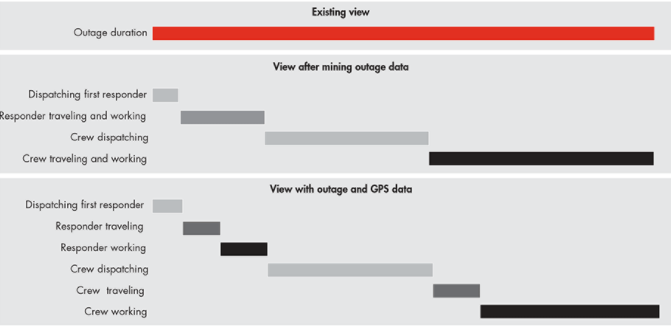 Existing view
Outage duration
View after mining outage data
Dispatching first responder
Responder traveling and working
Crew dispatching
Crew traveling and working
View with outage and GPS data
Dispatching first responder
Responder traveling
Responder working
Crew dispatching
Crew traveling
Crew working